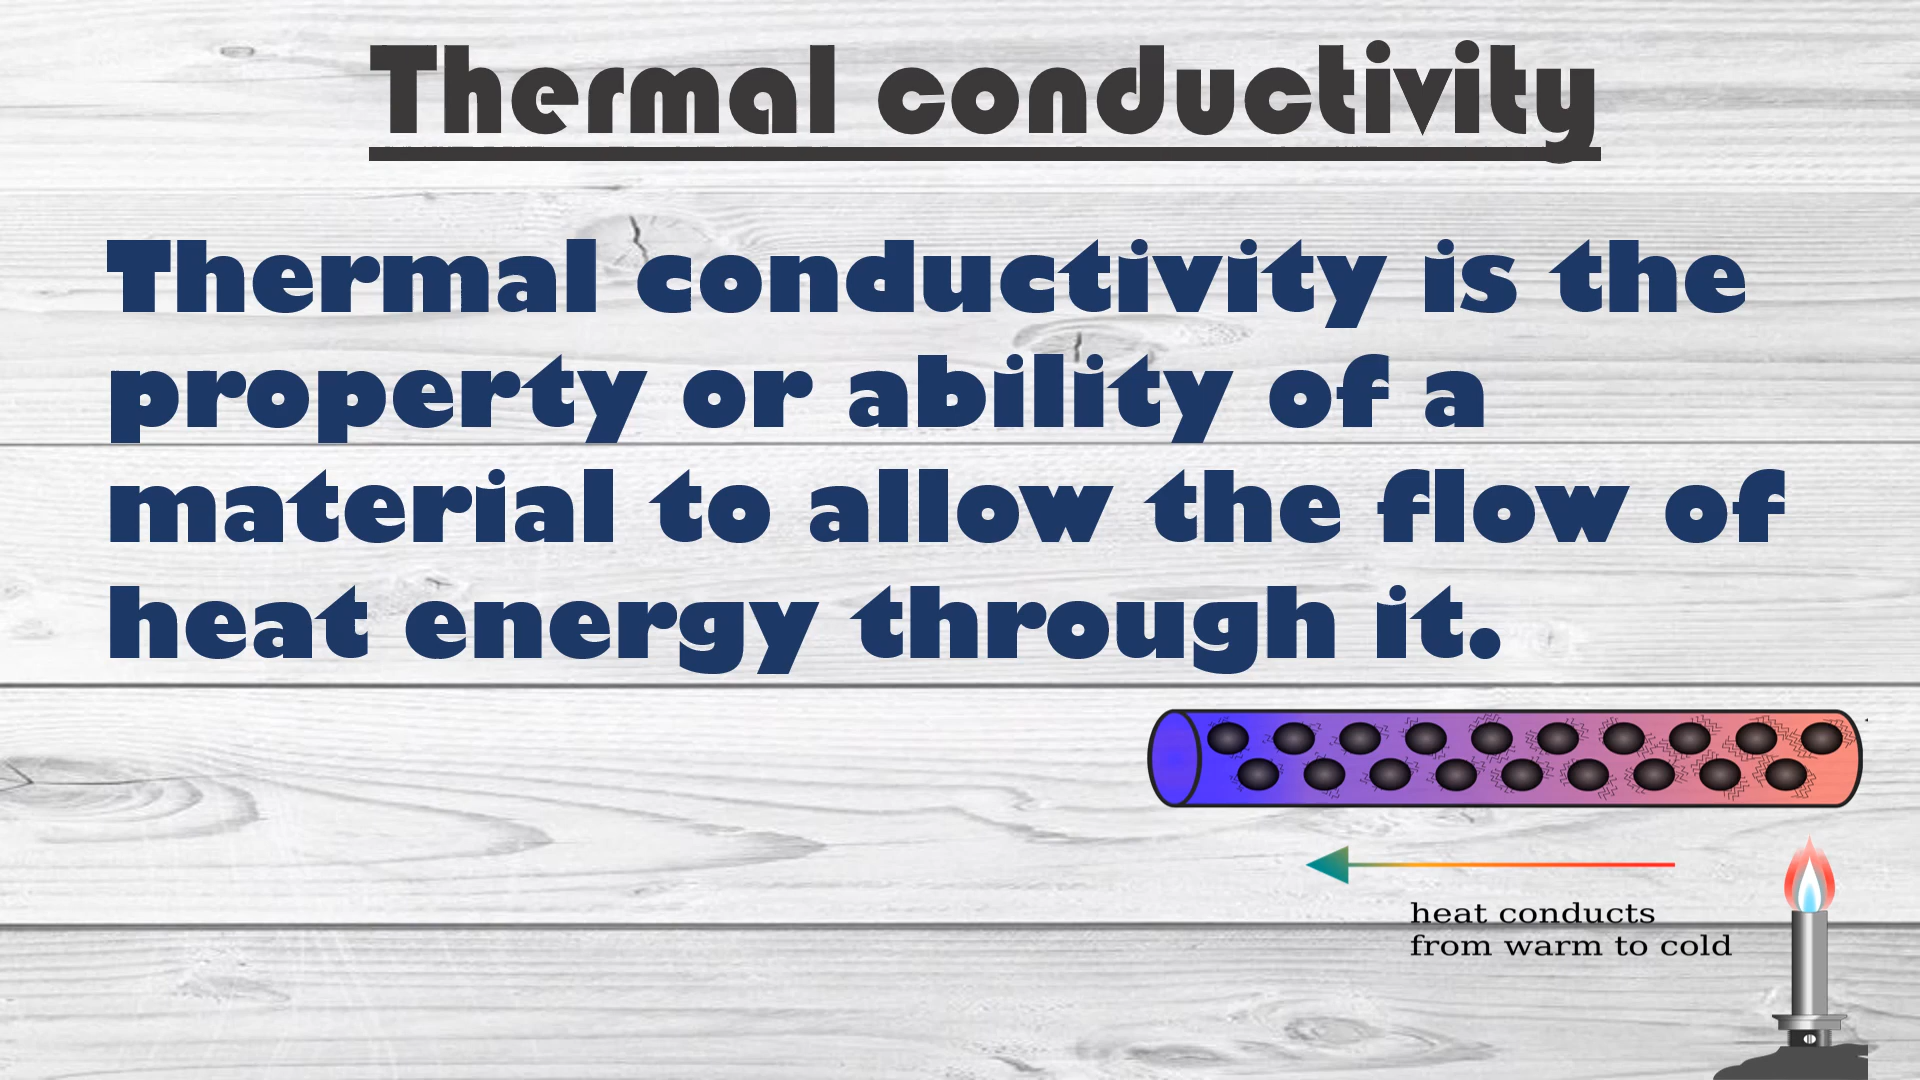 Thermal conductivity
Thermal conductivity is the
property or ability of a
material to allow the flow of
heat energy through it.
heat conducts
from warm to cold